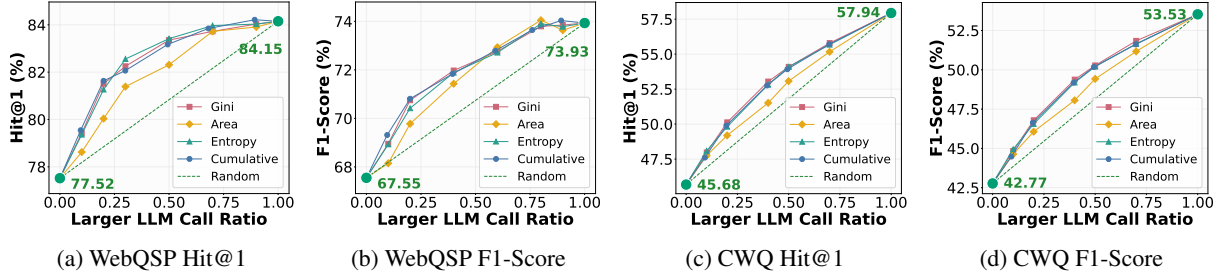 Hit@1 (%)
84
82
80
78
84.15
77.52
Gini
Area
Entropy
Cumulative
Random
0.00 0.25 0.50 0.75 1.00
Larger LLM Call Ratio
(a) WebQSP Hit@1
F1-Score (%)
74
72
70
68
73.93
67.55
Gini
Area
Entropy
Cumulative
Random
0.00 0.25 0.50 0.75 1.00
Larger LLM Call Ratio
(b) WebQSP F1-Score
Hit@1 (%)
57.5
55.0
52.5
50.0
47.5
57.94
45.68
Gini
Area
Entropy
Cumulative
Random
0.00 0.25 0.50 0.75 1.00
Larger LLM Call Ratio
(c) CWQ Hit@1
F1-Score (%)
52.5
50.0
47.5
45.0
42.5
53.53
42.77
Gini
Area
Entropy
Cumulative
Random
0.00 0.25 0.50 0.75 1.00
Larger LLM Call Ratio
(d) CWQ F1-Score